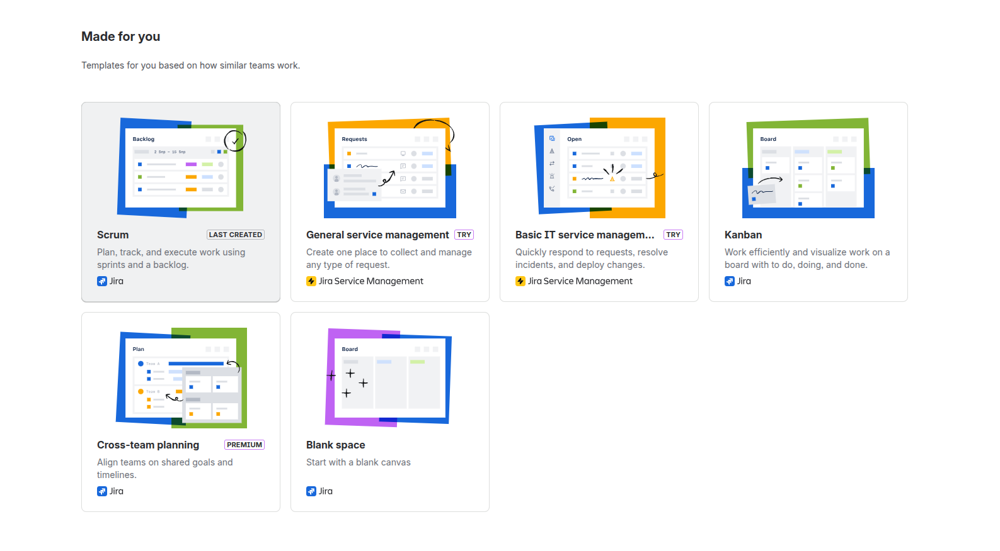 Made for you
Templates for you based on how similar teams work.
Backlog
2 Sep - 15 Sep
Scrum
LAST CREATED
Plan, track, and execute work using
sprints and a backlog.
Jira
Requests
General service management
TRY
Create one place to collect and manage
any type of request.
Jira Service Management
Open
Basic IT service managem...
TRY
Quickly respond to requests, resolve
incidents, and deploy changes.
Jira Service Management
Board
Kanban
Work efficiently and visualize work on a
board with to do, doing, and done.
Jira
Plan
Team A
Team B
Cross-team planning
PREMIUM
Align teams on shared goals and
timelines.
Jira
Board
Blank space
Start with a blank canvas
Jira